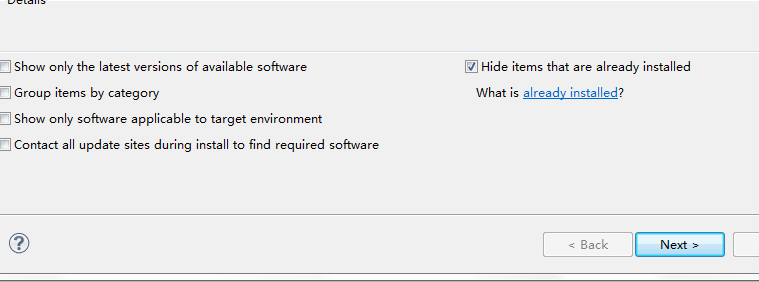 Details
Show only the latest versions of available software
Hide items that are already installed
Group items by category
What is already installed?
Show only software applicable to target environment
Contact all update sites during install to find required software
?
< Back
Next >